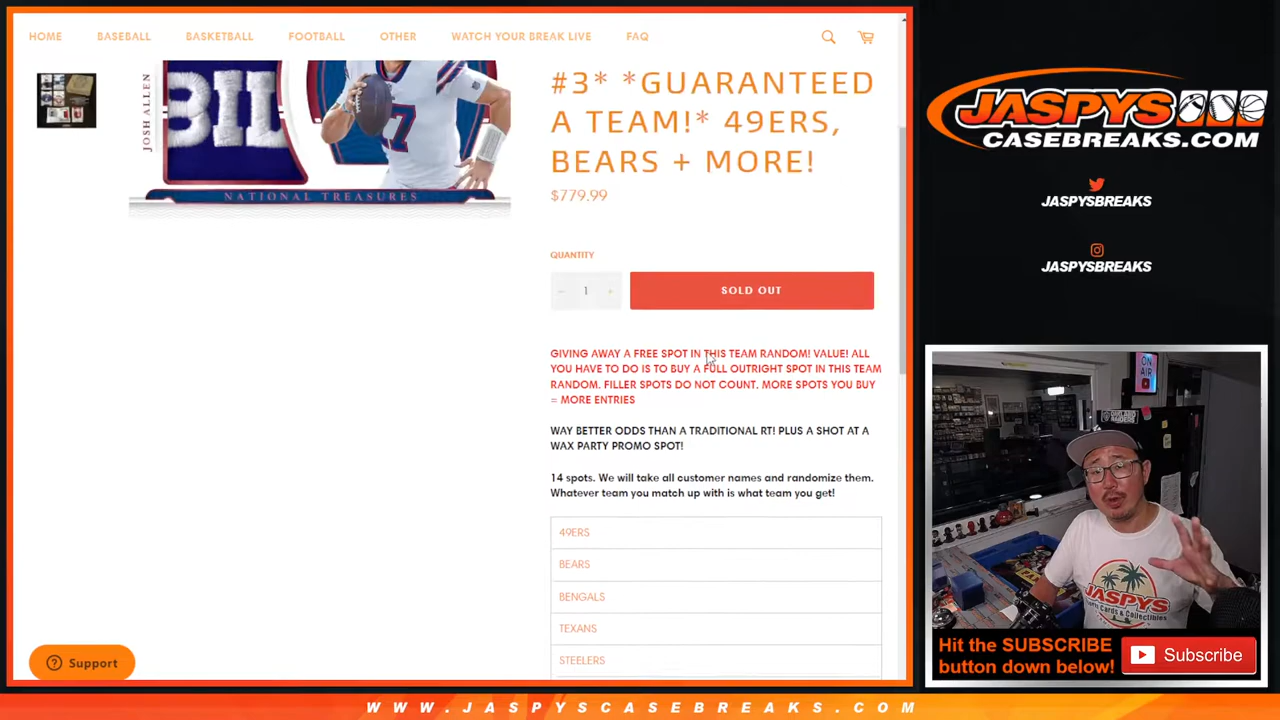 HOME BASEBALL BASKETBALL FOOTBALL OTHER WATCH YOUR BREAK LIVE FAQ
JOSH ALLEN
BIL
17
NATIONAL TREASURES
#3* *GUARANTEED
A TEAM!* 49ERS,
BEARS + MORE!
$779.99
QUANTITY
− 1 +
SOLD OUT
GIVING AWAY A FREE SPOT IN THIS TEAM RANDOM! VALUE! ALL
YOU HAVE TO DO IS TO BUY A FULL OUTRIGHT SPOT IN THIS TEAM
RANDOM. FILLER SPOTS DO NOT COUNT. MORE SPOTS YOU BUY
= MORE ENTRIES
WAY BETTER ODDS THAN A TRADITIONAL RT! PLUS A SHOT AT A
WAX PARTY PROMO SPOT!
14 spots. We will take all customer names and randomize them.
Whatever team you match up with is what team you get!
49ERS
BEARS
BENGALS
TEXANS
STEELERS
Support
JASPYS
CASEBREAKS.COM
JASPYSBREAKS
JASPYSBREAKS
ON AIR
JASPYS
Hit the SUBSCRIBE
button down below!
Subscribe
WWW.JASPYSCASEBREAKS.COM